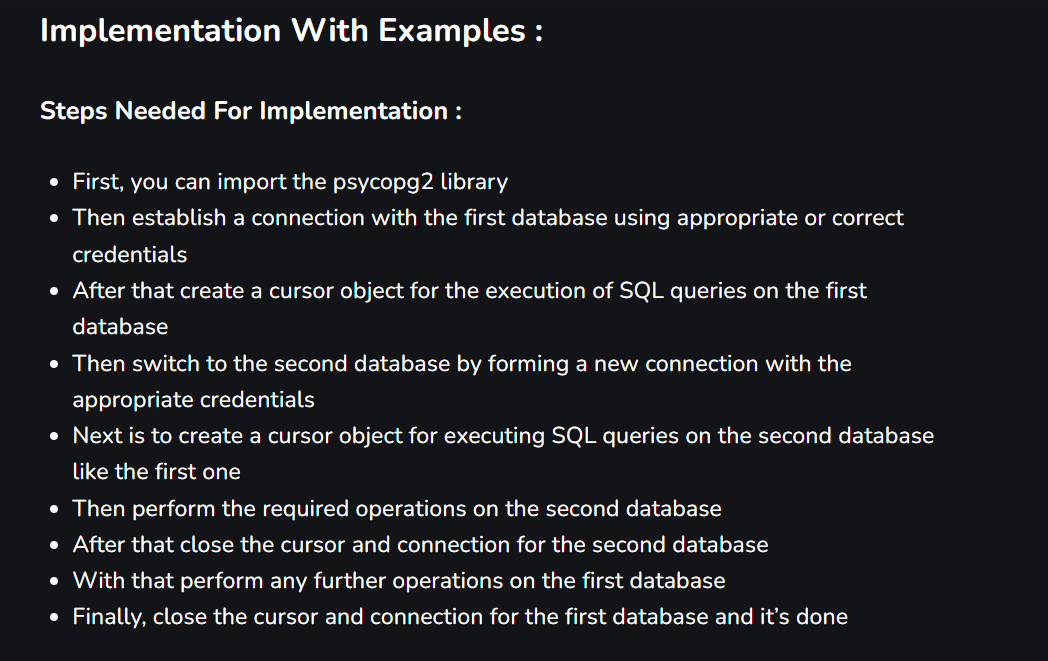 Implementation With Examples :
Steps Needed For Implementation :
• First, you can import the psycopg2 library
• Then establish a connection with the first database using appropriate or correct
credentials
• After that create a cursor object for the execution of SQL queries on the first
database
• Then switch to the second database by forming a new connection with the
appropriate credentials
• Next is to create a cursor object for executing SQL queries on the second database
like the first one
• Then perform the required operations on the second database
• After that close the cursor and connection for the second database
• With that perform any further operations on the first database
• Finally, close the cursor and connection for the first database and it’s done